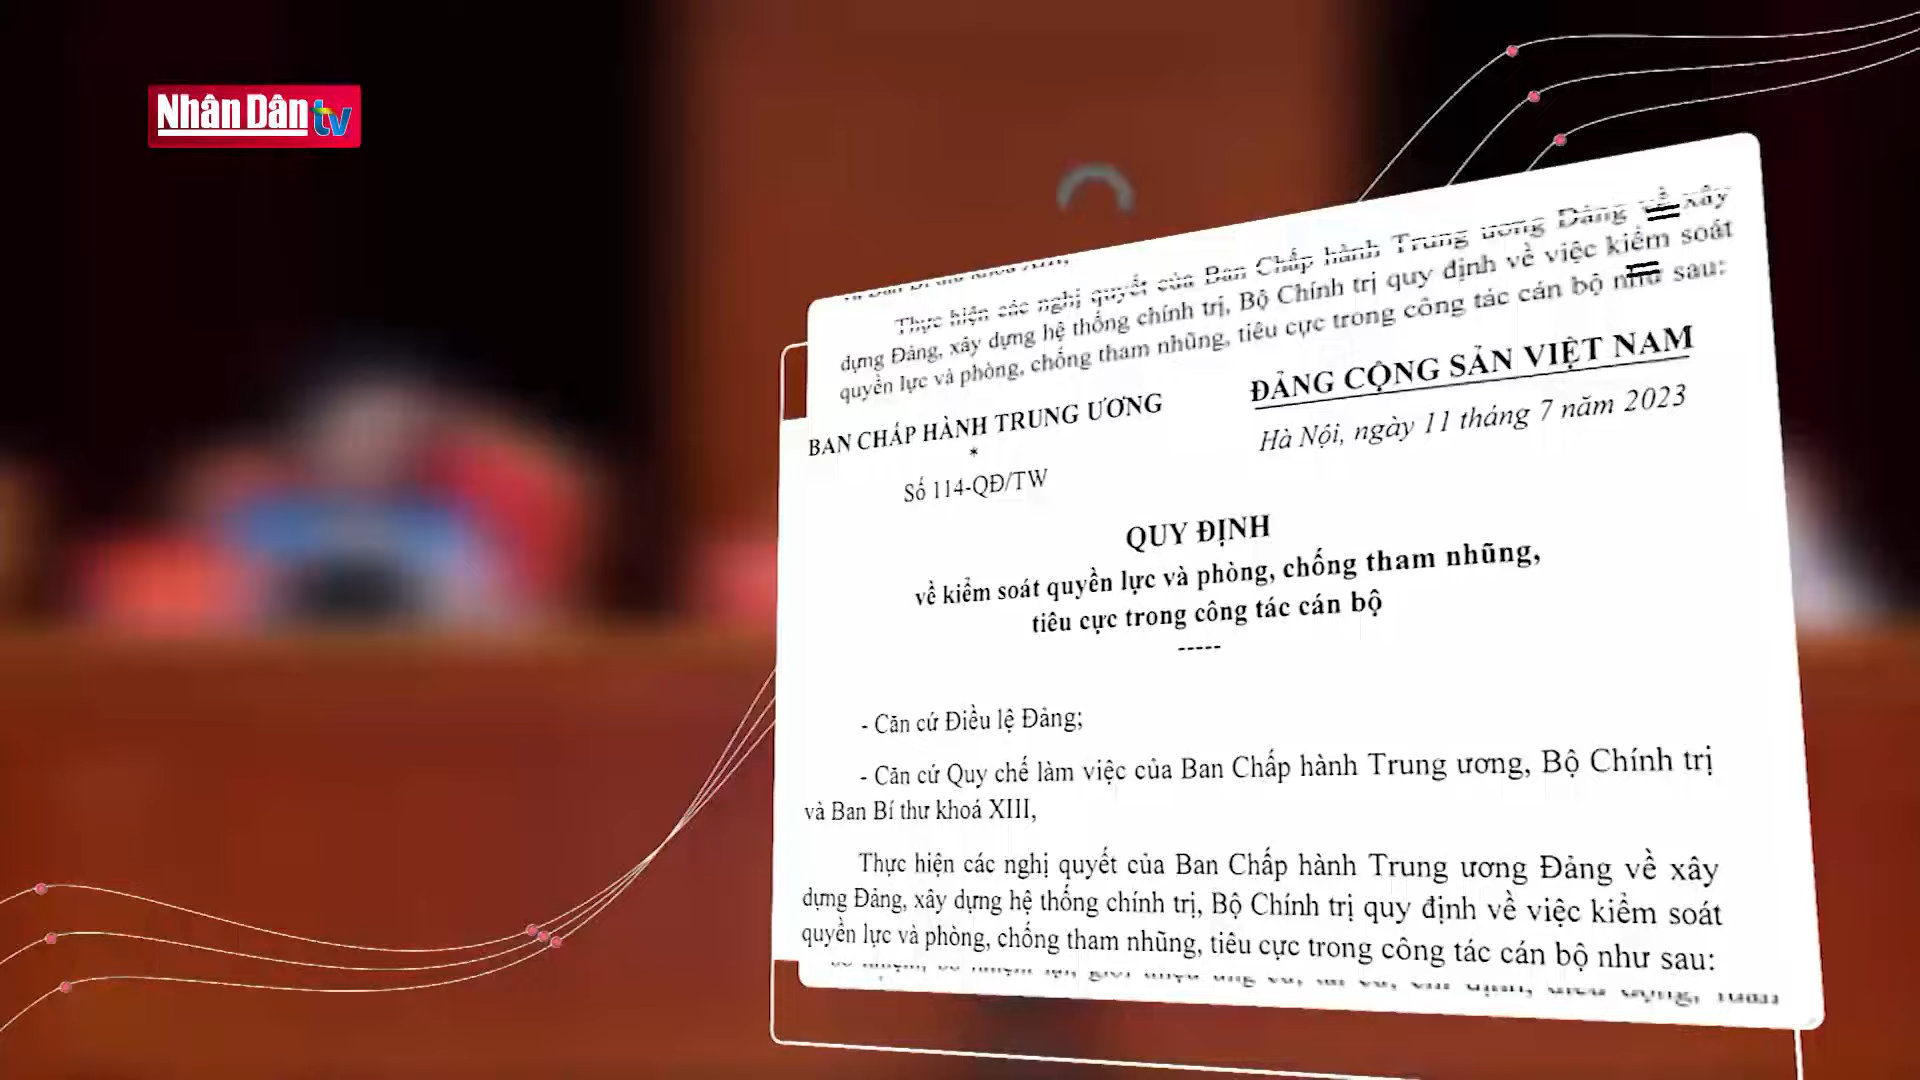 Nhân Dân tv
Thực hiện các nghị quyết của Ban Chấp hành Trung ương Đảng về xây
dựng Đảng, xây dựng hệ thống chính trị, Bộ Chính trị quy định về việc kiểm soát
quyền lực và phòng, chống tham nhũng, tiêu cực trong công tác cán bộ như sau:
ĐẢNG CỘNG SẢN VIỆT NAM
BAN CHẤP HÀNH TRUNG ƯƠNG
*
Hà Nội, ngày 11 tháng 7 năm 2023
Số 114-QĐ/TW
QUY ĐỊNH
về kiểm soát quyền lực và phòng, chống tham nhũng,
tiêu cực trong công tác cán bộ
-----
- Căn cứ Điều lệ Đảng;
- Căn cứ Quy chế làm việc của Ban Chấp hành Trung ương, Bộ Chính trị
và Ban Bí thư khoá XIII,
Thực hiện các nghị quyết của Ban Chấp hành Trung ương Đảng về xây
dựng Đảng, xây dựng hệ thống chính trị, Bộ Chính trị quy định về việc kiểm soát
quyền lực và phòng, chống tham nhũng, tiêu cực trong công tác cán bộ như sau: